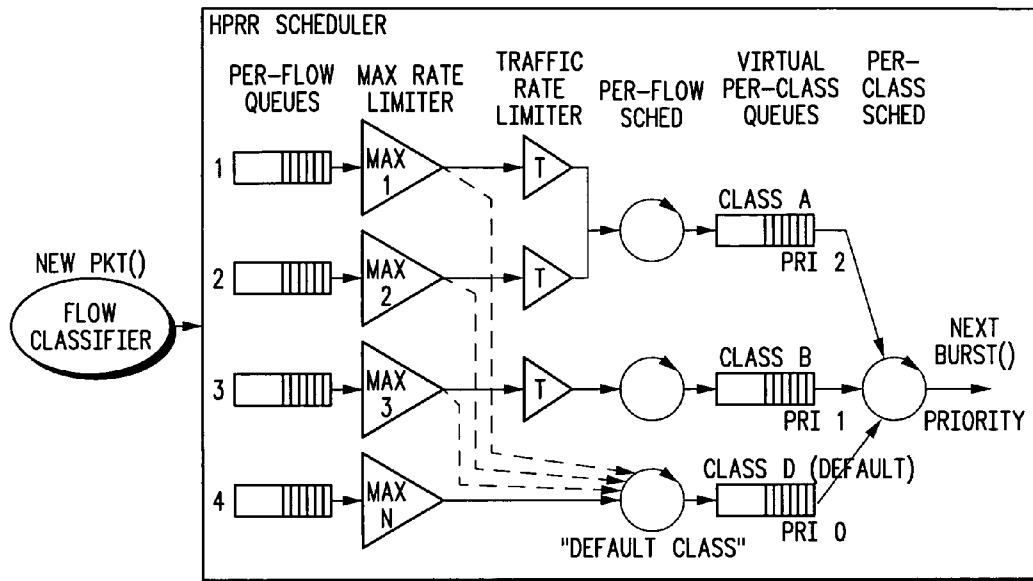 HPRR SCHEDULER
PER-FLOW
QUEUES
MAX RATE
LIMITER
TRAFFIC
RATE
LIMITER
PER-FLOW
SCHED
VIRTUAL
PER-CLASS
QUEUES
PER-
CLASS
SCHED
1
MAX
1
T
CLASS A
PRI 2
NEW PKT()
FLOW
CLASSIFIER
2
MAX
2
T
3
MAX
3
T
CLASS B
PRI 1
NEXT
BURST()
PRIORITY
4
MAX
N
"DEFAULT CLASS"
CLASS D (DEFAULT)
PRI 0